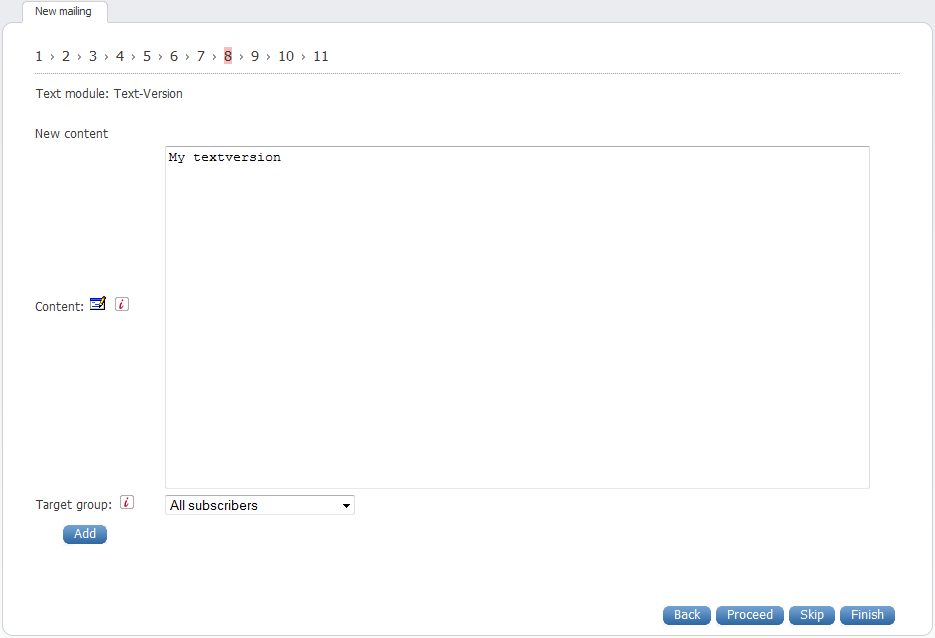 New mailing
1 › 2 › 3 › 4 › 5 › 6 › 7 › 8 › 9 › 10 › 11
Text module: Text-Version
New content
My textversion
Content: i
Target group: i All subscribers
Add
Back Proceed Skip Finish